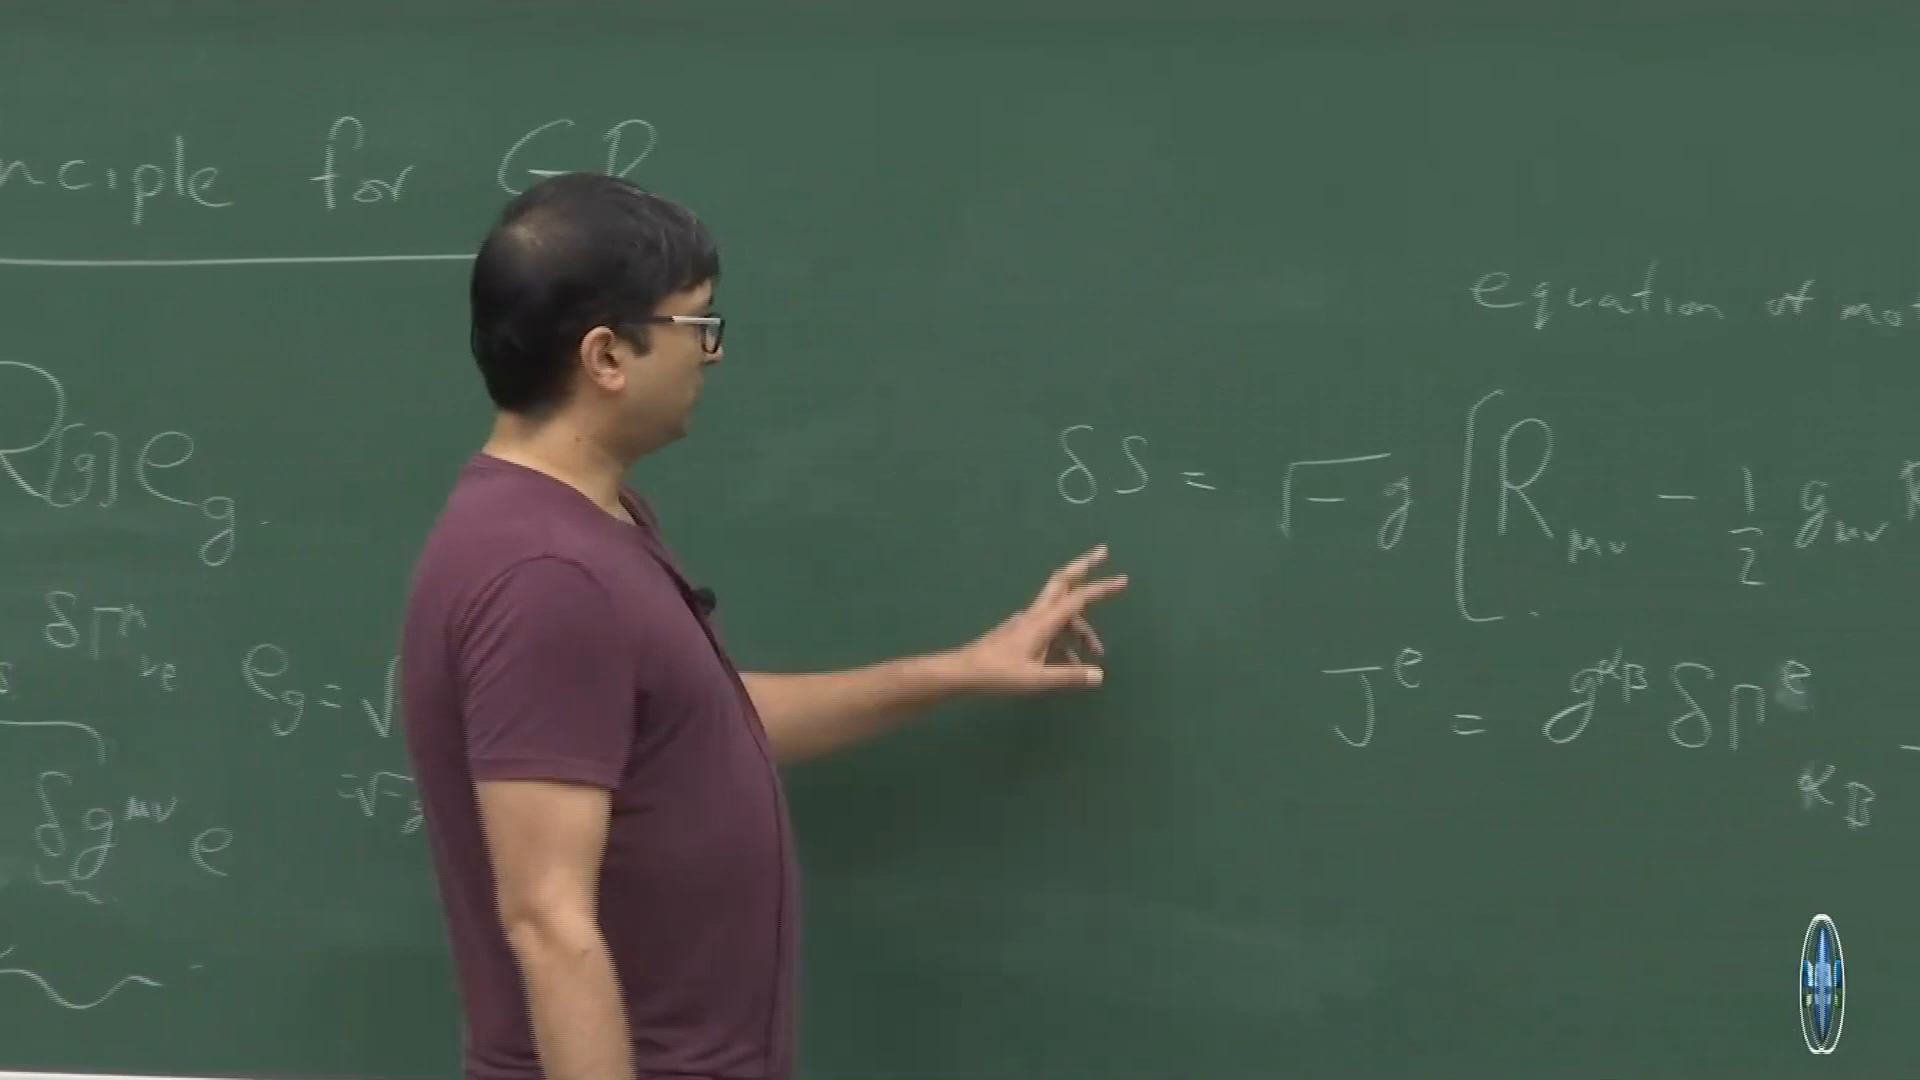 nciple for GR
equation of mot
R[g] e_g
δS = √-g [ R_μν - 1/2 g_μν R
δΓ^μ_νe e_g = √
J^e = g^αβ δΓ^e_αβ -
δg^μν e = √-g